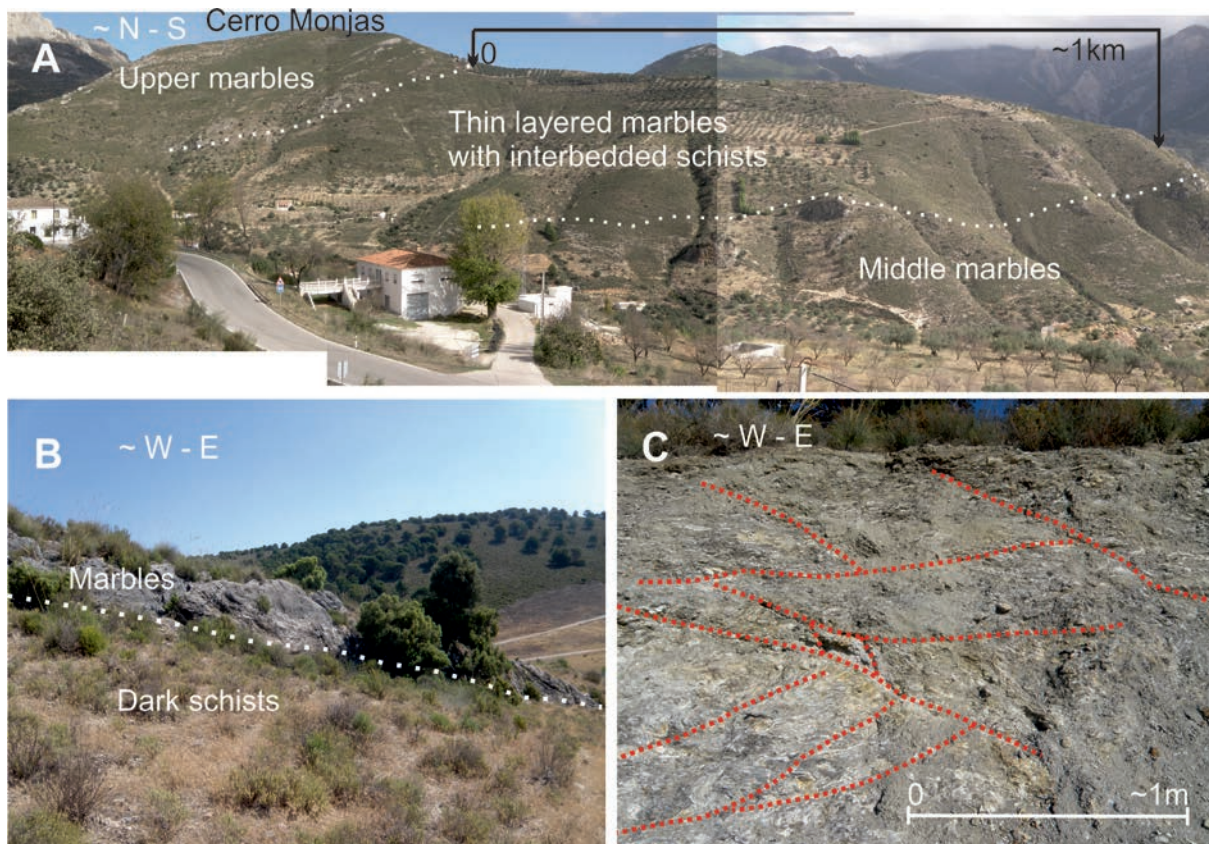 A
~ N - S
Cerro Monjas
Upper marbles
0
~1km
Thin layered marbles
with interbedded schists
Middle marbles
B
~ W - E
Marbles
Dark schists
C
~ W - E
0
~1m